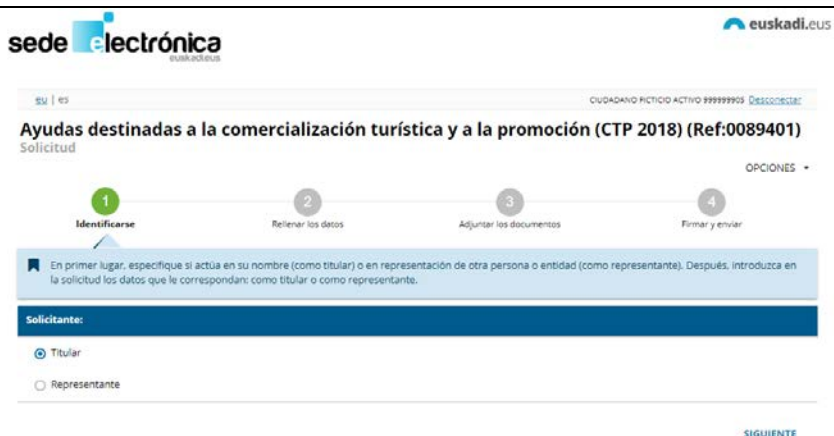 sede electrónica
euskadi.eus
euskadi.eus
eu | es
CIUDADANO FICTICIO ACTIVO 99999990S Desconectar
Ayudas destinadas a la comercialización turística y a la promoción (CTP 2018) (Ref:0089401)
Solicitud
OPCIONES
1 2 3 4
Identificarse Rellenar los datos Adjuntar los documentos Firmar y enviar
En primer lugar, especifique si actúa en su nombre (como titular) o en representación de otra persona o entidad (como representante). Después, introduzca en
la solicitud los datos que le correspondan: como titular o como representante.
Solicitante:
Titular
Representante
SIGUIENTE